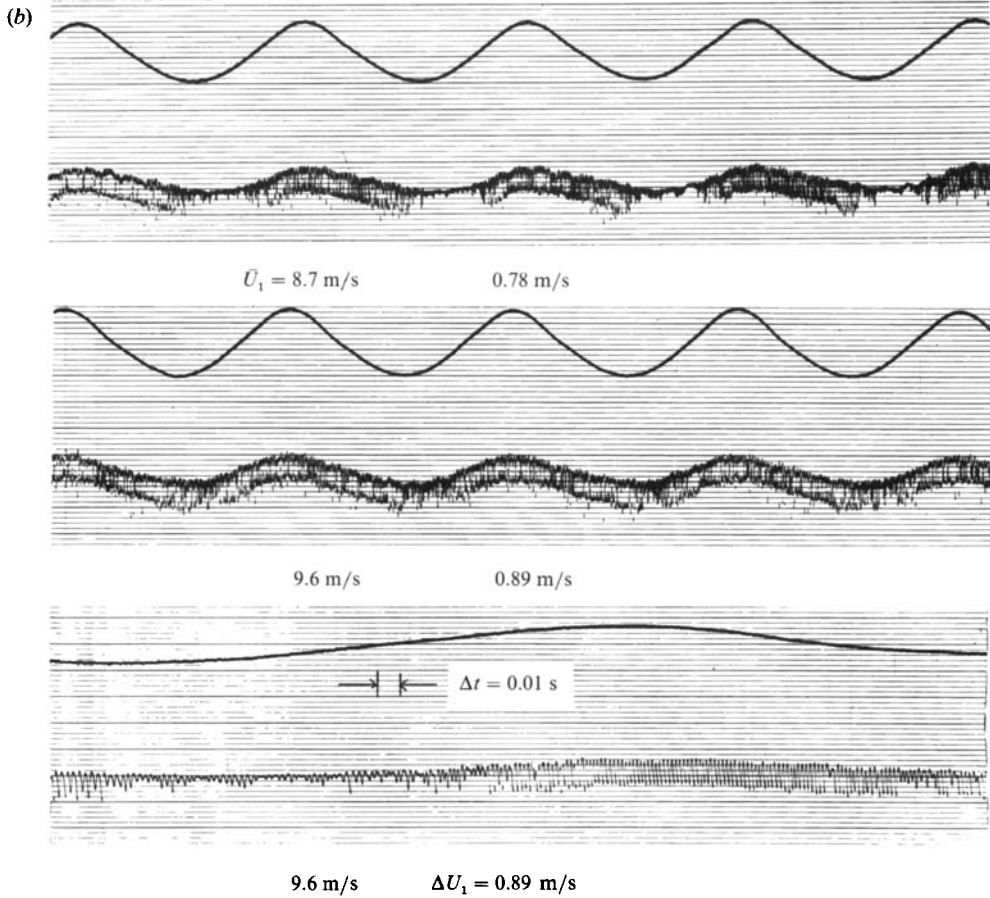 (b)
Ū₁ = 8.7 m/s 0.78 m/s
9.6 m/s 0.89 m/s
Δt = 0.01 s
9.6 m/s ΔU₁ = 0.89 m/s